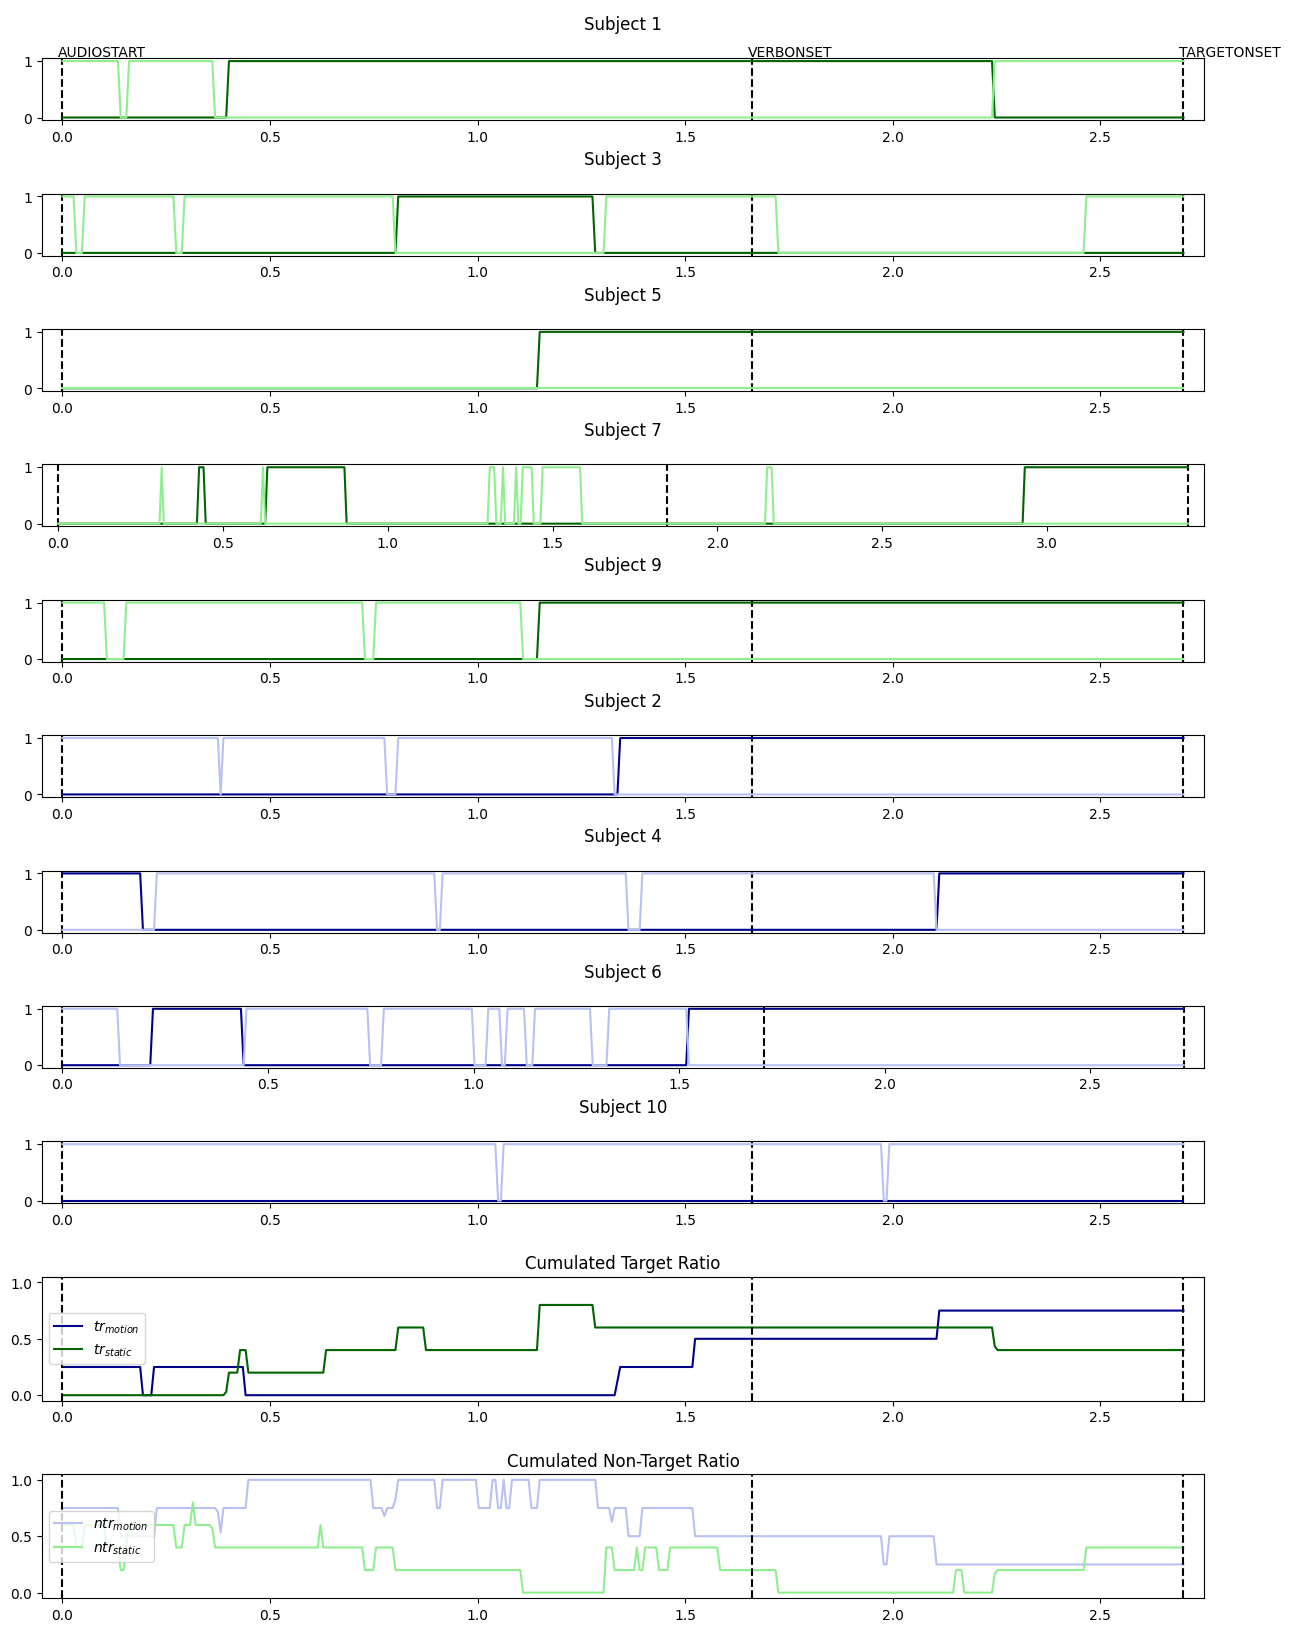 Subject 1
AUDIOSTART VERBONSET TARGETONSET
1
0
0.0 0.5 1.0 1.5 2.0 2.5
Subject 3
1
0
0.0 0.5 1.0 1.5 2.0 2.5
Subject 5
1
0
0.0 0.5 1.0 1.5 2.0 2.5
Subject 7
1
0
0.0 0.5 1.0 1.5 2.0 2.5 3.0
Subject 9
1
0
0.0 0.5 1.0 1.5 2.0 2.5
Subject 2
1
0
0.0 0.5 1.0 1.5 2.0 2.5
Subject 4
1
0
0.0 0.5 1.0 1.5 2.0 2.5
Subject 6
1
0
0.0 0.5 1.0 1.5 2.0 2.5
Subject 10
1
0
0.0 0.5 1.0 1.5 2.0 2.5
Cumulated Target Ratio
1.0
tr_motion
0.5
tr_static
0.0
0.0 0.5 1.0 1.5 2.0 2.5
Cumulated Non-Target Ratio
1.0
ntr_motion
0.5
ntr_static
0.0
0.0 0.5 1.0 1.5 2.0 2.5